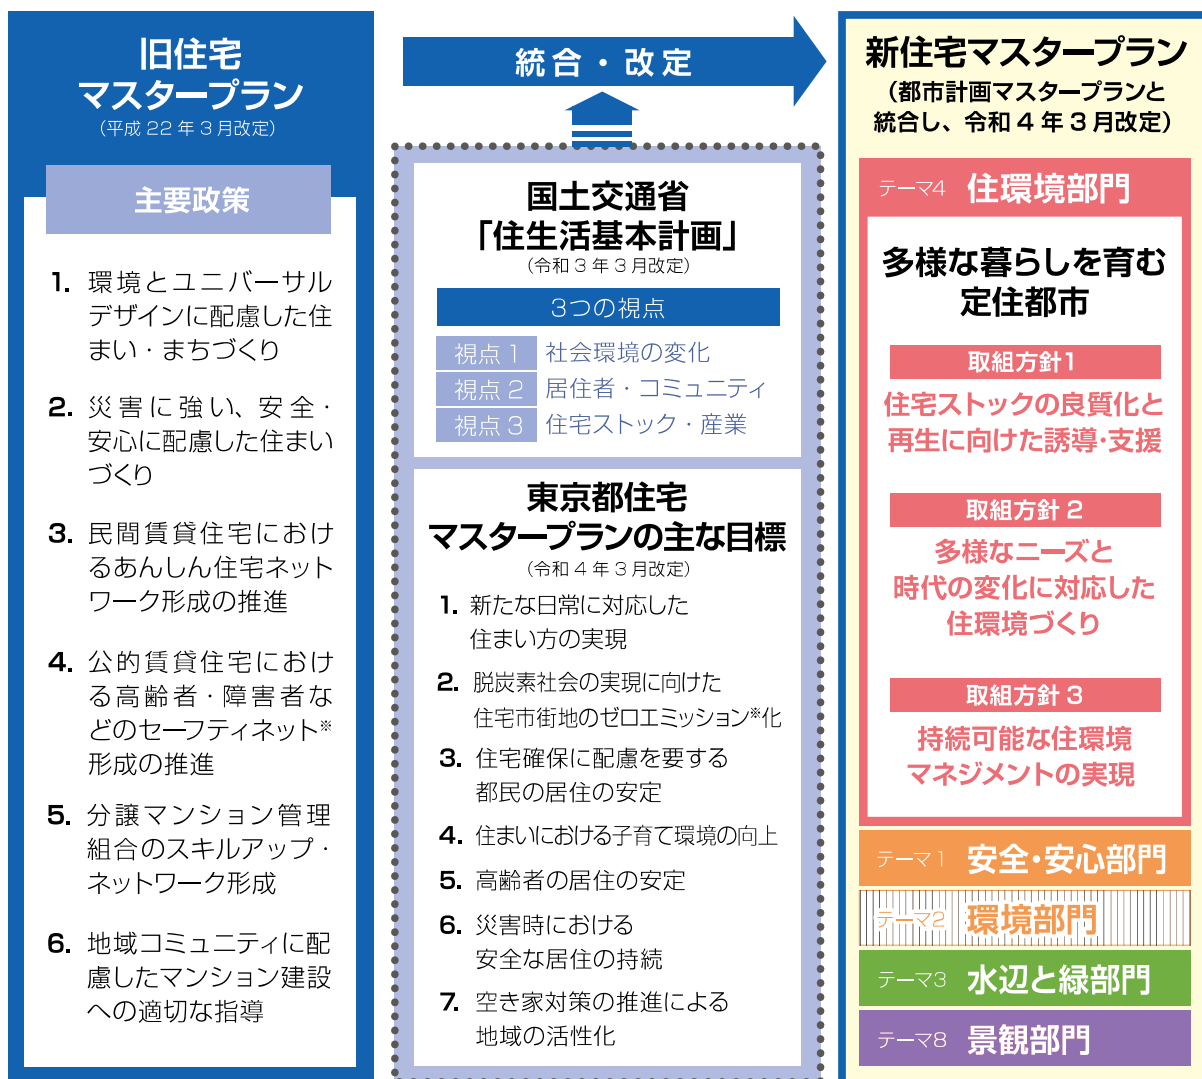 旧住宅
マスタープラン
（平成 22 年 3 月改定）
主要政策
1. 環境とユニバーサル
デザインに配慮した住
まい・まちづくり
2. 災害に強い、安全・
安心に配慮した住まい
づくり
3. 民間賃貸住宅におけ
るあんしん住宅ネット
ワーク形成の推進
4. 公的賃貸住宅におけ
る高齢者・障害者な
どのセーフティネット※
形成の推進
5. 分譲マンション管理
組合のスキルアップ・
ネットワーク形成
6. 地域コミュニティに配
慮したマンション建設
への適切な指導
統合・改定
国土交通省
「住生活基本計画」
（令和 3 年 3 月改定）
3つの視点
視点 1 社会環境の変化
視点 2 居住者・コミュニティ
視点 3 住宅ストック・産業
東京都住宅
マスタープランの主な目標
（令和 4 年 3 月改定）
1. 新たな日常に対応した
住まい方の実現
2. 脱炭素社会の実現に向けた
住宅市街地のゼロエミッション※化
3. 住宅確保に配慮を要する
都民の居住の安定
4. 住まいにおける子育て環境の向上
5. 高齢者の居住の安定
6. 災害時における
安全な居住の持続
7. 空き家対策の推進による
地域の活性化
新住宅マスタープラン
（都市計画マスタープランと
統合し、令和 4 年 3 月改定）
テーマ4 住環境部門
多様な暮らしを育む
定住都市
取組方針1
住宅ストックの良質化と
再生に向けた誘導・支援
取組方針 2
多様なニーズと
時代の変化に対応した
住環境づくり
取組方針 3
持続可能な住環境
マネジメントの実現
テーマ1 安全・安心部門
テーマ2 環境部門
テーマ3 水辺と緑部門
テーマ8 景観部門